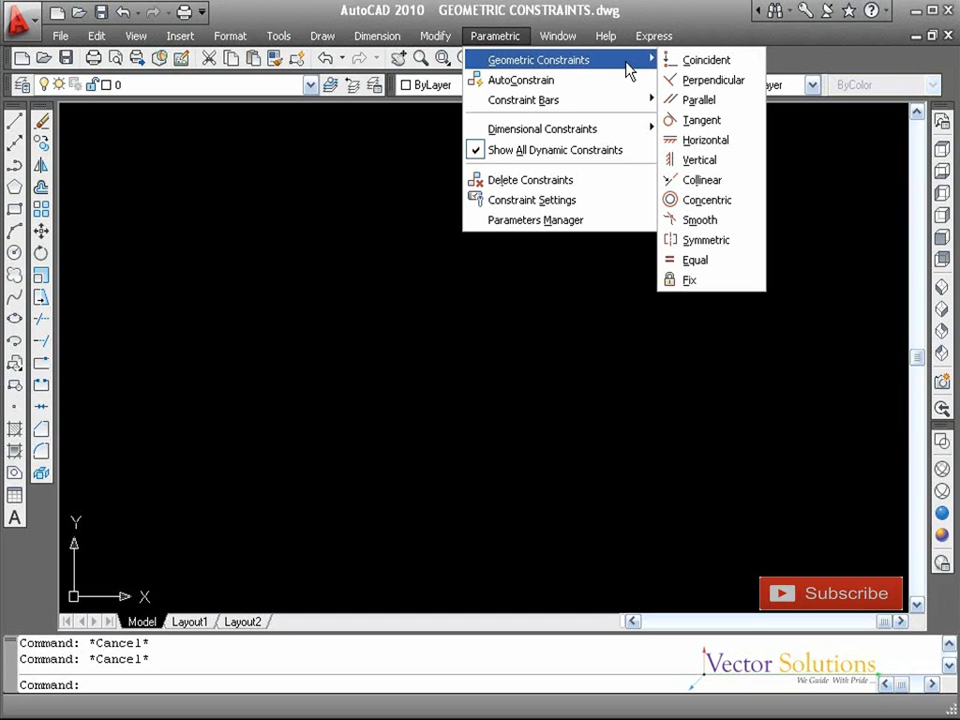 AutoCAD 2010 GEOMETRIC CONSTRAINTS.dwg
File Edit View Insert Format Tools Draw Dimension Modify Parametric Window Help Express
0
ByLayer
ayer
ByColor
Geometric Constraints
AutoConstrain
Constraint Bars
Dimensional Constraints
Show All Dynamic Constraints
Delete Constraints
Constraint Settings
Parameters Manager
Coincident
Perpendicular
Parallel
Tangent
Horizontal
Vertical
Collinear
Concentric
Smooth
Symmetric
Equal
Fix
A
Y
X
Subscribe
Model Layout1 Layout2
Command: *Cancel*
Command: *Cancel*
Command:
Vector Solutions
We Guide With Pride ...